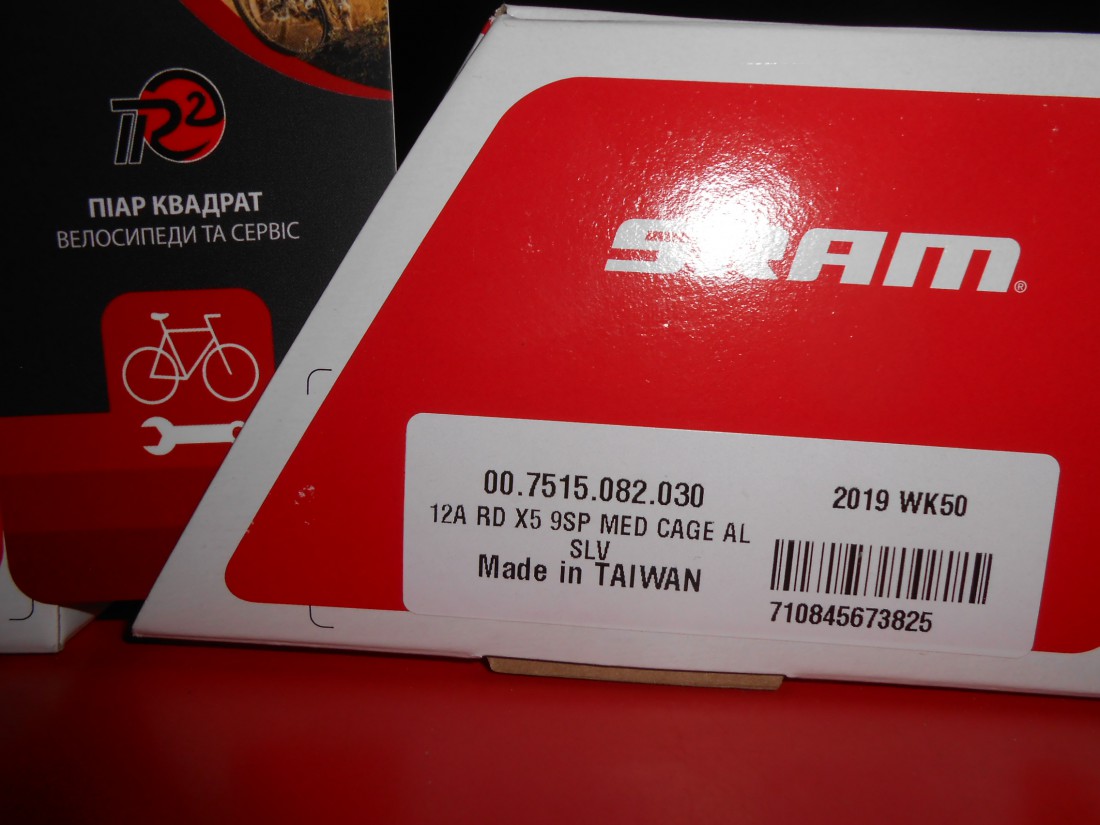 ПR2
ПІАР КВАДРАТ
ВЕЛОСИПЕДИ ТА СЕРВІС
SRAM®
00.7515.082.030
12A RD X5 9SP MED CAGE AL
SLV
Made in TAIWAN
2019 WK50
710845673825